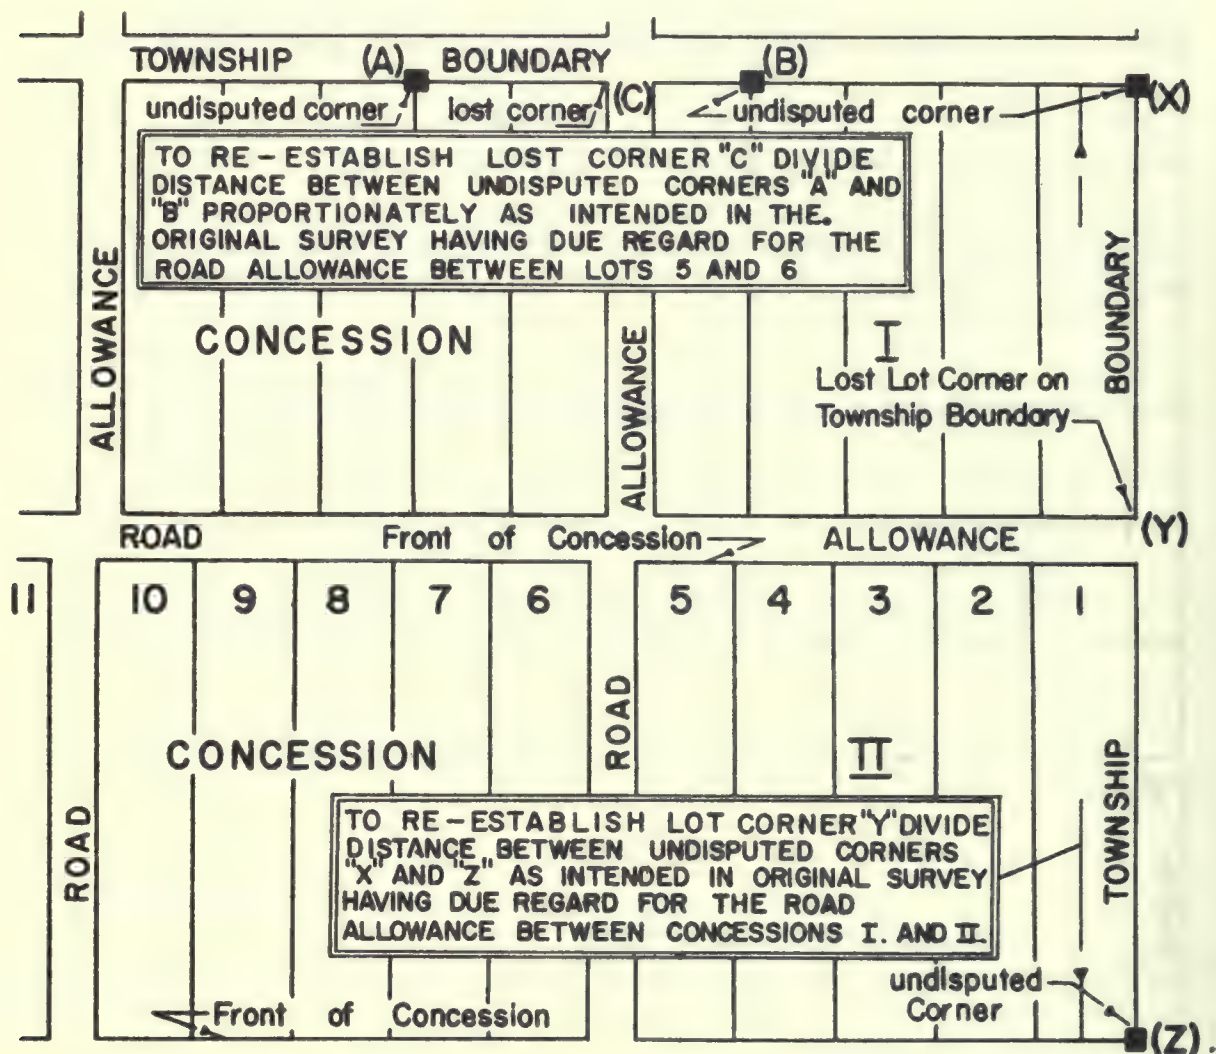 TOWNSHIP (A) BOUNDARY (B)
undisputed corner lost corner (C) undisputed corner (X)
TO RE-ESTABLISH LOST CORNER "C" DIVIDE
DISTANCE BETWEEN UNDISPUTED CORNERS "A" AND
"B" PROPORTIONATELY AS INTENDED IN THE.
ORIGINAL SURVEY HAVING DUE REGARD FOR THE
ROAD ALLOWANCE BETWEEN LOTS 5 AND 6
ALLOWANCE
CONCESSION I
ALLOWANCE
BOUNDARY
Lost Lot Corner on
Township Boundary
(Y)
ROAD Front of Concession ALLOWANCE
11 10 9 8 7 6 5 4 3 2 1
ROAD
CONCESSION II
ROAD
TOWNSHIP
TO RE-ESTABLISH LOT CORNER "Y" DIVIDE
DISTANCE BETWEEN UNDISPUTED CORNERS
"X" AND "Z" AS INTENDED IN ORIGINAL SURVEY
HAVING DUE REGARD FOR THE ROAD
ALLOWANCE BETWEEN CONCESSIONS I. AND II.
undisputed
Corner
Front of Concession
(Z).